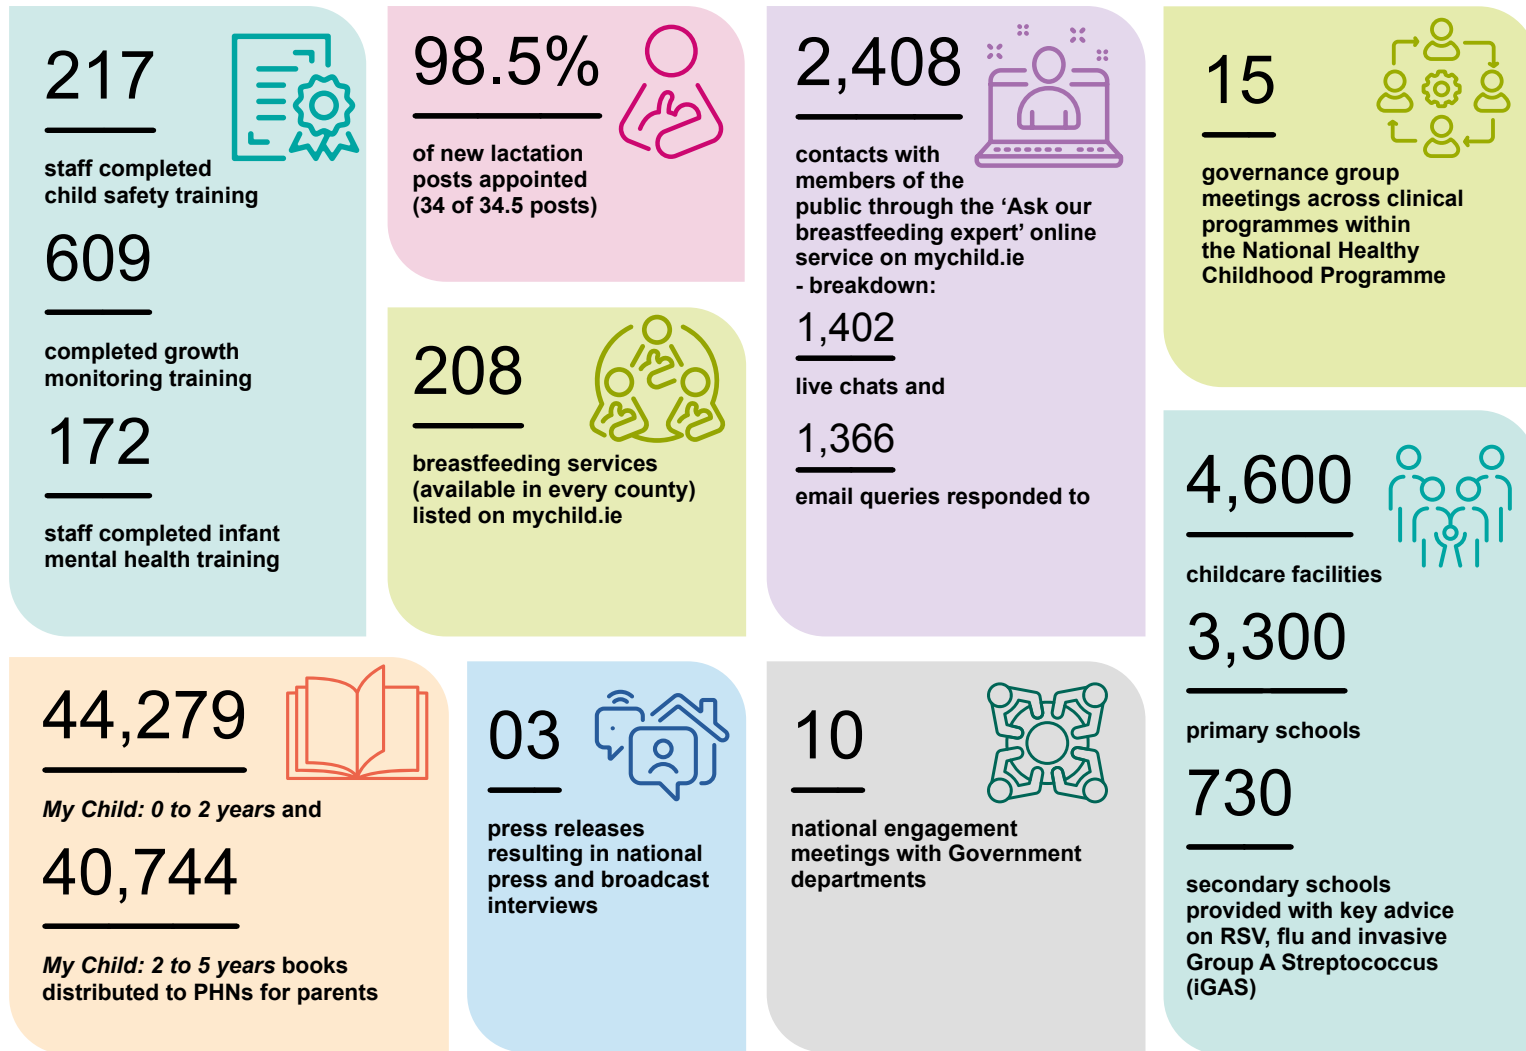 217
staff completed
child safety training
609
completed growth
monitoring training
172
staff completed infant
mental health training
98.5%
of new lactation
posts appointed
(34 of 34.5 posts)
208
breastfeeding services
(available in every county)
listed on mychild.ie
2,408
contacts with
members of the
public through the ‘Ask our
breastfeeding expert’ online
service on mychild.ie
- breakdown:
1,402
live chats and
1,366
email queries responded to
15
governance group
meetings across clinical
programmes within
the National Healthy
Childhood Programme
4,600
childcare facilities
3,300
primary schools
730
secondary schools
provided with key advice
on RSV, flu and invasive
Group A Streptococcus
(iGAS)
44,279
My Child: 0 to 2 years and
40,744
My Child: 2 to 5 years books
distributed to PHNs for parents
03
press releases
resulting in national
press and broadcast
interviews
10
national engagement
meetings with Government
departments